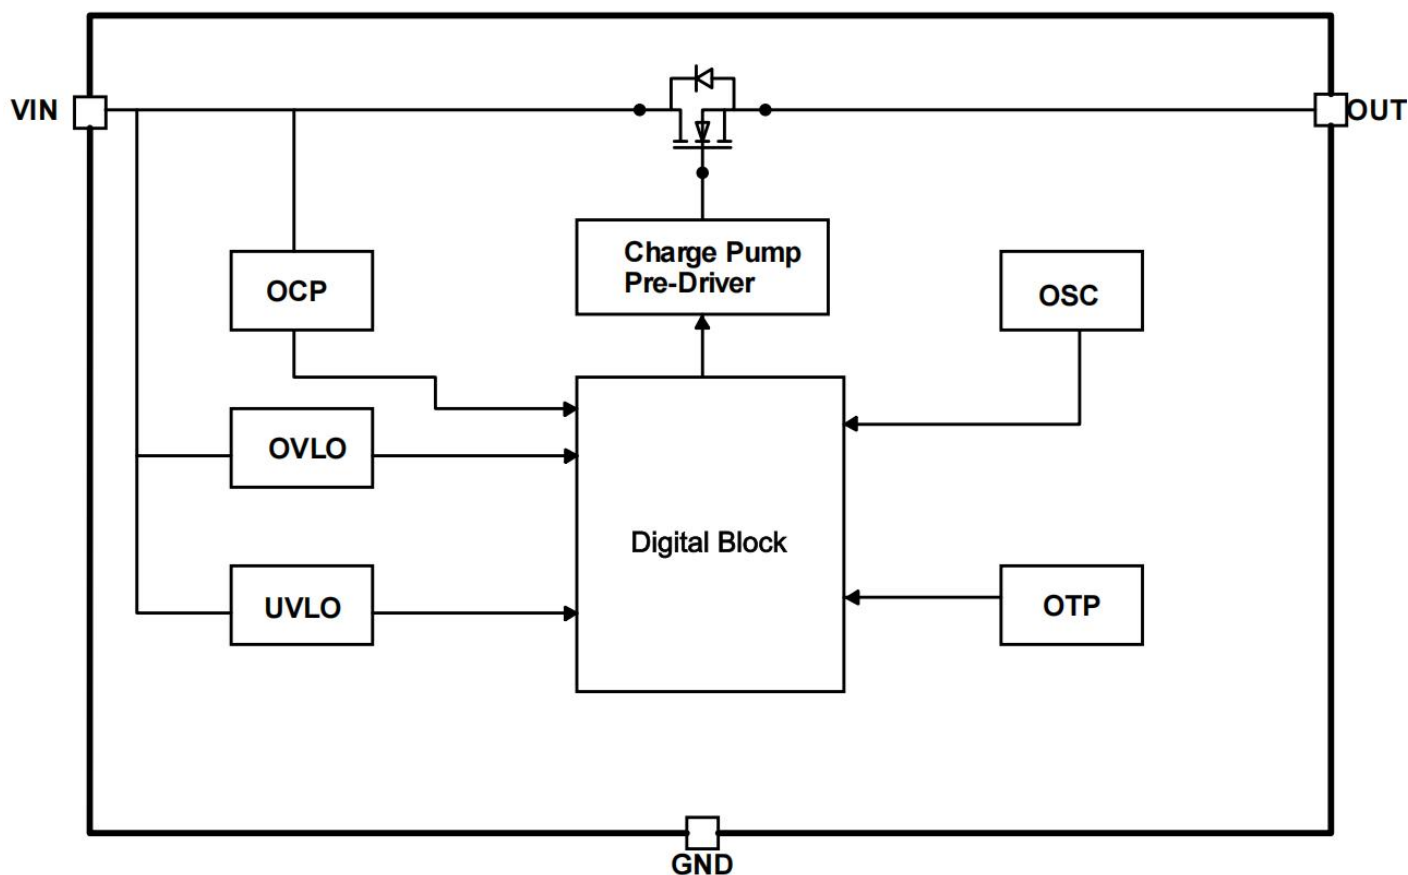 VIN
OUT
Charge Pump
Pre-Driver
OCP
OSC
OVLO
Digital Block
UVLO
OTP
GND